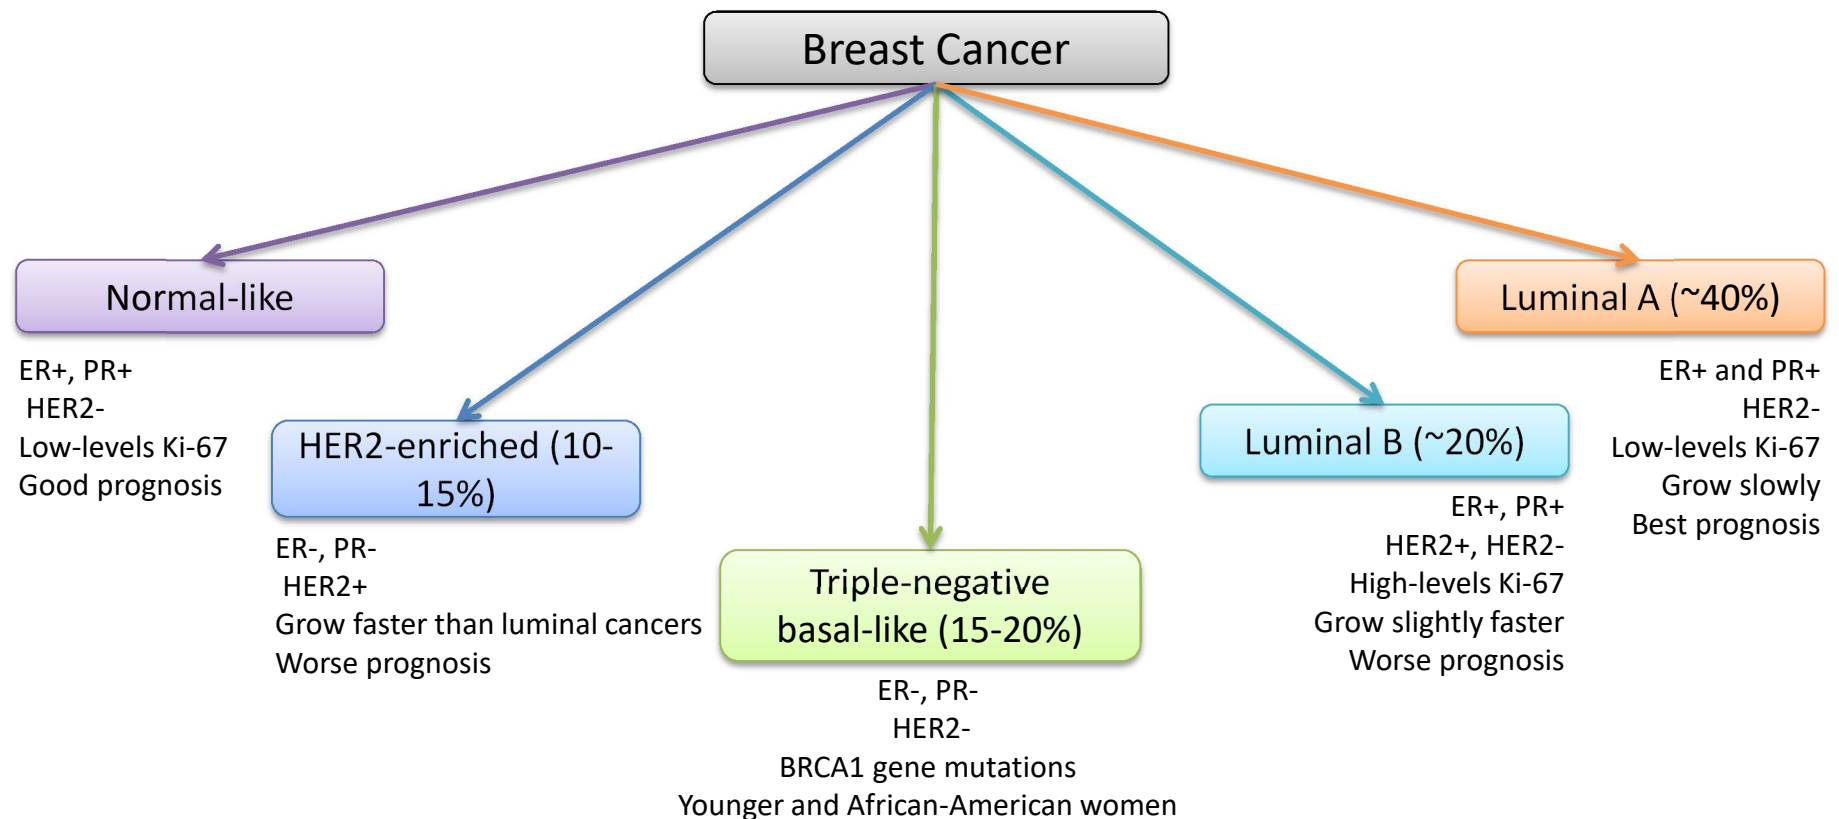 Breast Cancer
Normal-like
ER+, PR+
HER2-
Low-levels Ki-67
Good prognosis
HER2-enriched (10-
15%)
ER-, PR-
HER2+
Grow faster than luminal cancers
Worse prognosis
Triple-negative
basal-like (15-20%)
ER-, PR-
HER2-
BRCA1 gene mutations
Younger and African-American women
Luminal B (~20%)
ER+, PR+
HER2+, HER2-
High-levels Ki-67
Grow slightly faster
Worse prognosis
Luminal A (~40%)
ER+ and PR+
HER2-
Low-levels Ki-67
Grow slowly
Best prognosis